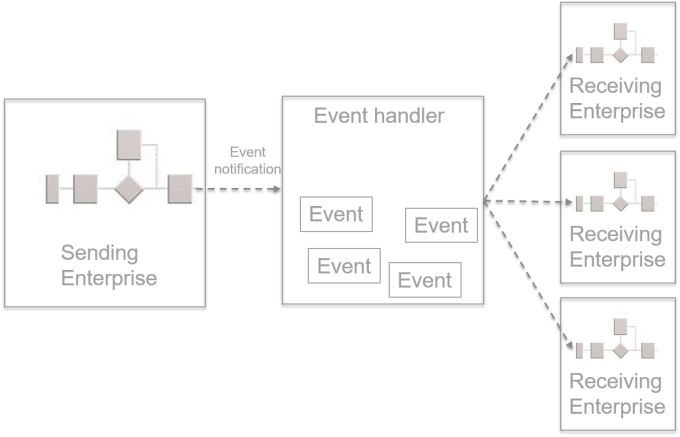 Sending
Enterprise
Event
notification
Event handler
Event
Event
Event
Event
Receiving
Enterprise
Receiving
Enterprise
Receiving
Enterprise